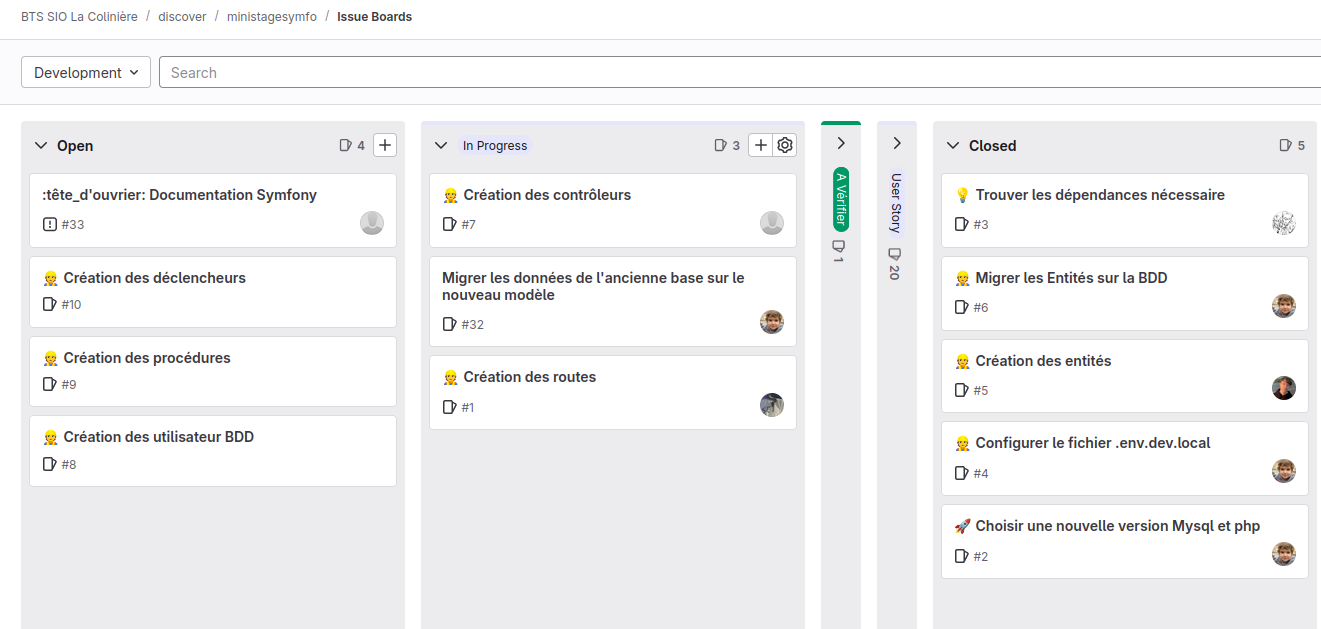 BTS SIO La Colinière / discover / ministagesymfo / Issue Boards
Development
Search
Open
4
:tête_d'ouvrier: Documentation Symfony
#33
👷 Création des déclencheurs
#10
👷 Création des procédures
#9
👷 Création des utilisateur BDD
#8
In Progress
3
👷 Création des contrôleurs
#7
Migrer les données de l'ancienne base sur le
nouveau modèle
#32
👷 Création des routes
#1
A Vérifier
1
User Story
20
Closed
5
💡 Trouver les dépendances nécessaire
#3
👷 Migrer les Entités sur la BDD
#6
👷 Création des entités
#5
👷 Configurer le fichier .env.dev.local
#4
🚀 Choisir une nouvelle version Mysql et php
#2